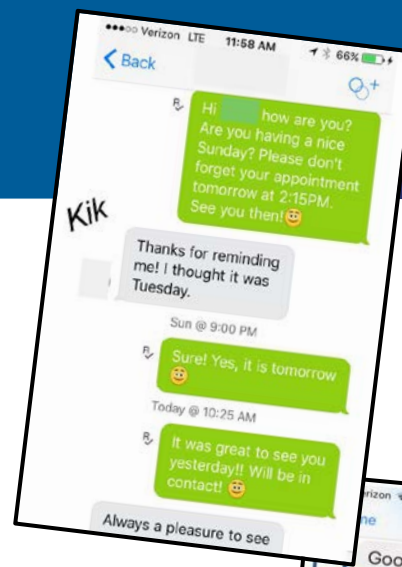 Verizon LTE 11:58 AM 66%
Back
Hi how are you?
Are you having a nice
Sunday? Please don't
forget your appointment
tomorrow at 2:15PM.
See you then!
Kik
Thanks for reminding
me! I thought it was
Tuesday.
Sun @ 9:00 PM
Sure! Yes, it is tomorrow
Today @ 10:25 AM
It was great to see you
yesterday!! Will be in
contact!
Always a pleasure to see